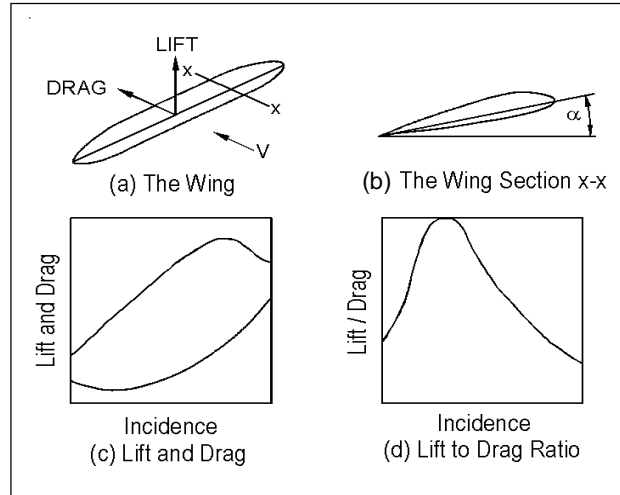 LIFT
DRAG
x
x
V
(a) The Wing
α
(b) The Wing Section x-x
Lift and Drag
Incidence
(c) Lift and Drag
Lift / Drag
Incidence
(d) Lift to Drag Ratio